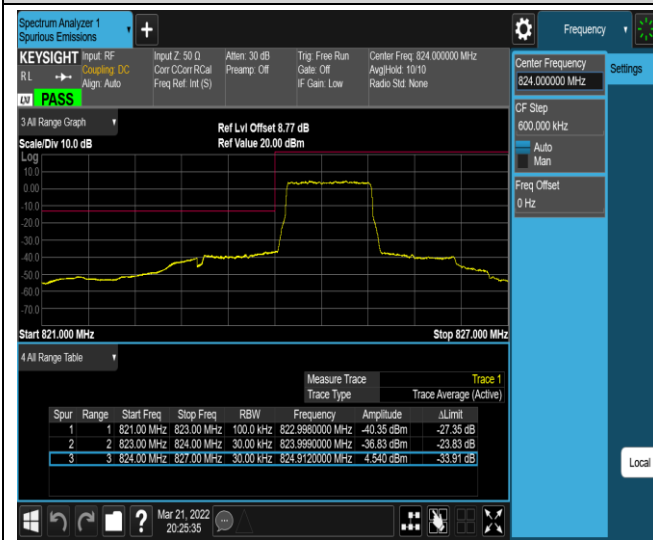 Spectrum Analyzer 1
Spurious Emissions
Frequency
KEYSIGHT
Input: RF
Coupling: DC
Align: Auto
Input Z: 50 Ω
Corr CCorr RCal
Freq Ref: Int (S)
Atten: 30 dB
Preamp: Off
Trig: Free Run
Gate: Off
IF Gain: Low
Center Freq: 824.000000 MHz
Avg|Hold: 10/10
Radio Std: None
RL
LXI PASS
Center Frequency
824.000000 MHz
Settings
CF Step
600.000 kHz
Auto
Man
Freq Offset
0 Hz
3 All Range Graph
Scale/Div 10.0 dB
Ref Lvl Offset 8.77 dB
Ref Value 20.00 dBm
Log
10.0
0.00
-10.0
-20.0
-30.0
-40.0
-50.0
-60.0
-70.0
Start 821.000 MHz
Stop 827.000 MHz
4 All Range Table
Measure Trace Trace 1
Trace Type Trace Average (Active)
Spur Range Start Freq Stop Freq RBW Frequency Amplitude ΔLimit
1 1 821.00 MHz 823.00 MHz 100.0 kHz 822.9980000 MHz -40.35 dBm -27.35 dB
2 2 823.00 MHz 824.00 MHz 30.00 kHz 823.9990000 MHz -36.83 dBm -23.83 dB
3 3 824.00 MHz 827.00 MHz 30.00 kHz 824.9120000 MHz 4.540 dBm -33.91 dB
Local
Mar 21, 2022
20:25:35